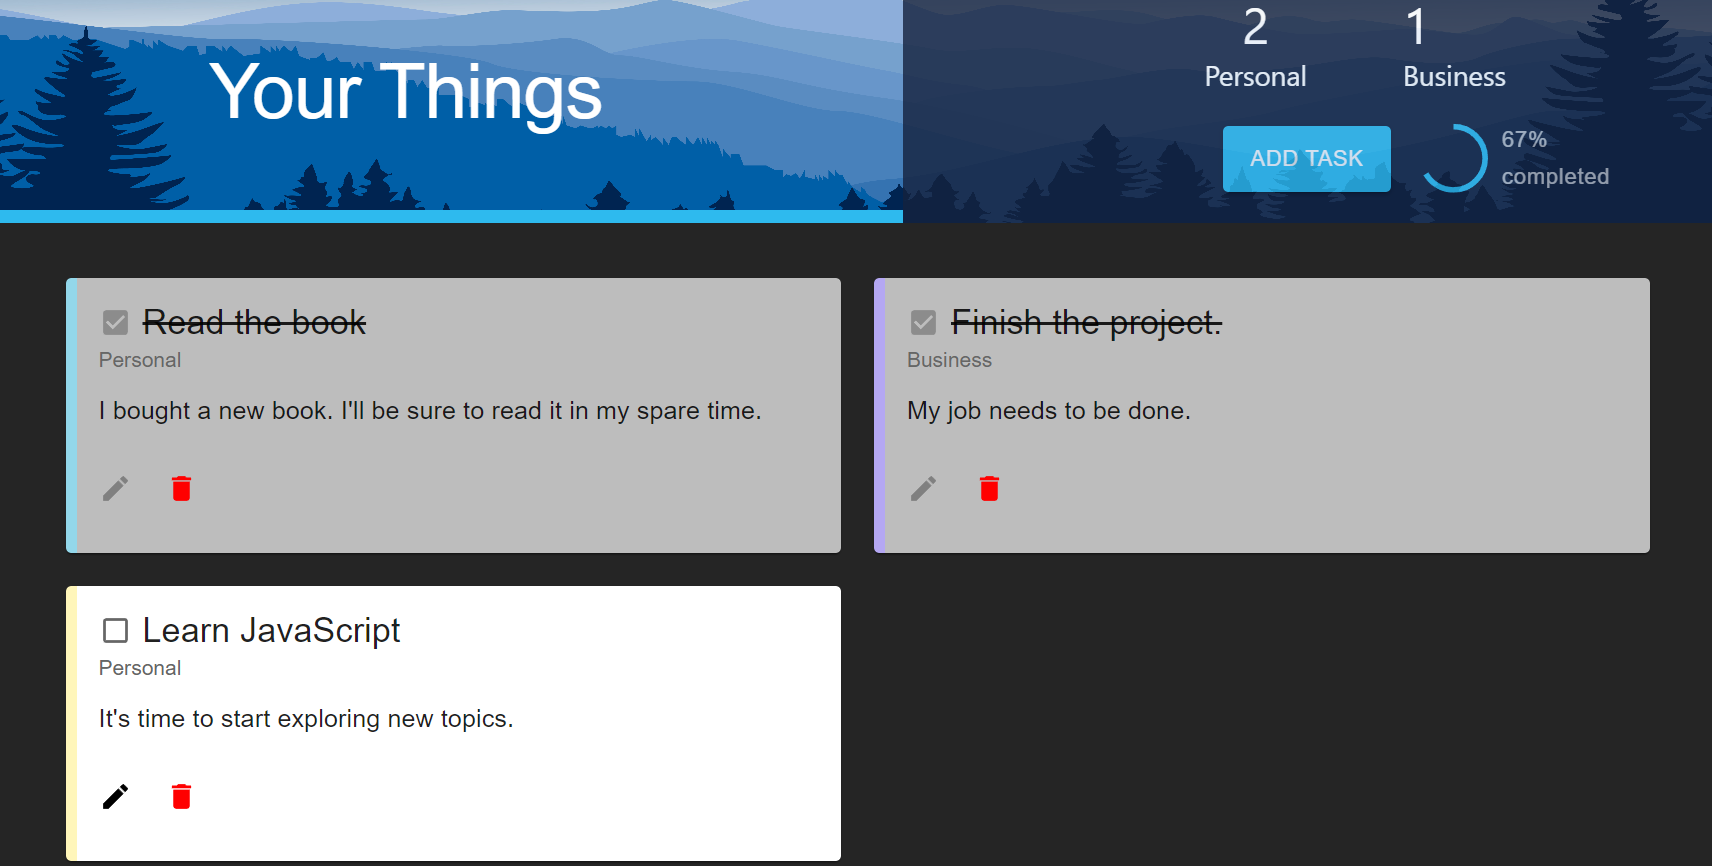 Your Things
2
Personal
1
Business
ADD TASK
67%
completed
Read the book
Personal
I bought a new book. I'll be sure to read it in my spare time.
Finish the project.
Business
My job needs to be done.
Learn JavaScript
Personal
It's time to start exploring new topics.